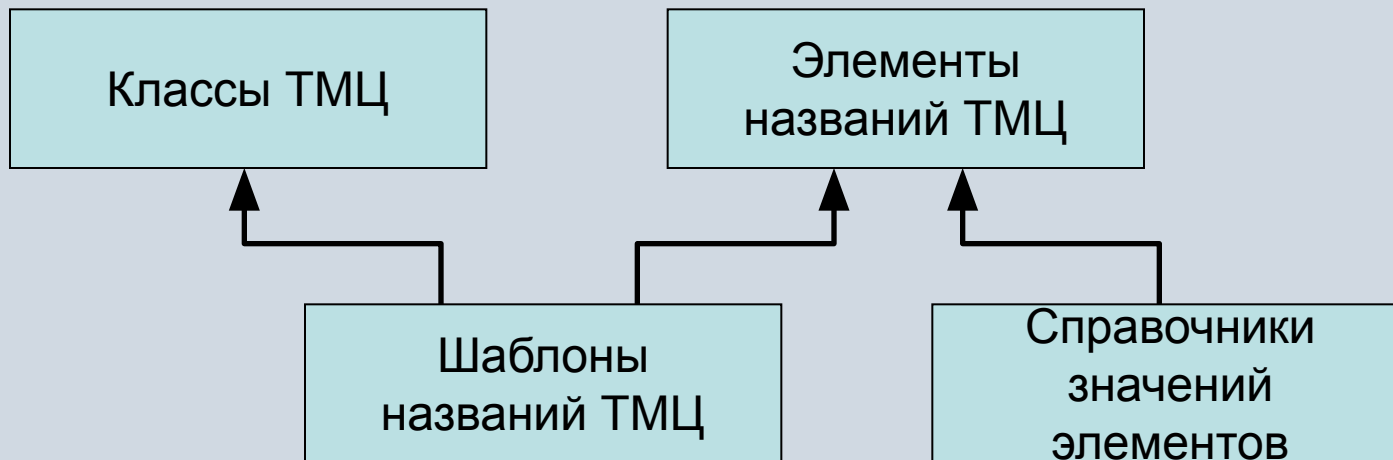 Классы ТМЦ
Элементы
названий ТМЦ
Шаблоны
названий ТМЦ
Справочники
значений
элементов